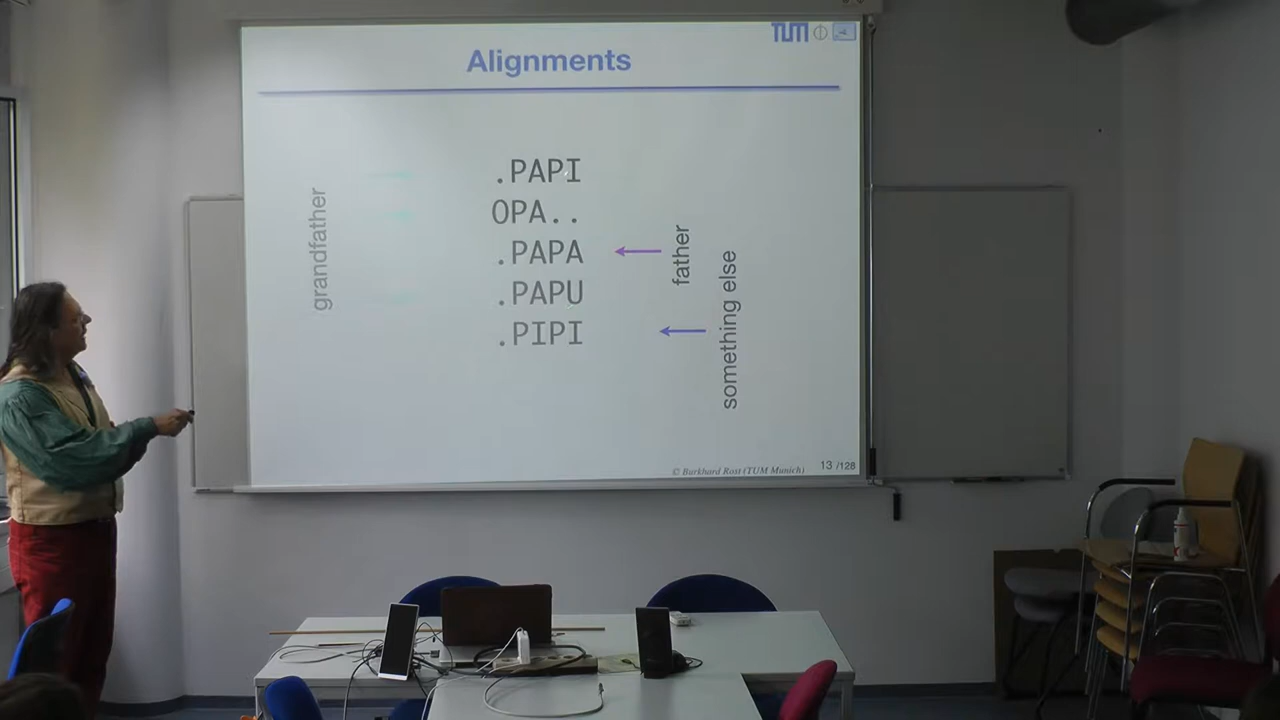 TUM
Alignments
grandfather
.PAPI
OPA..
.PAPA
.PAPU
.PIPI
father
something else
© Burkhard Rost (TUM Munich)
13 /128